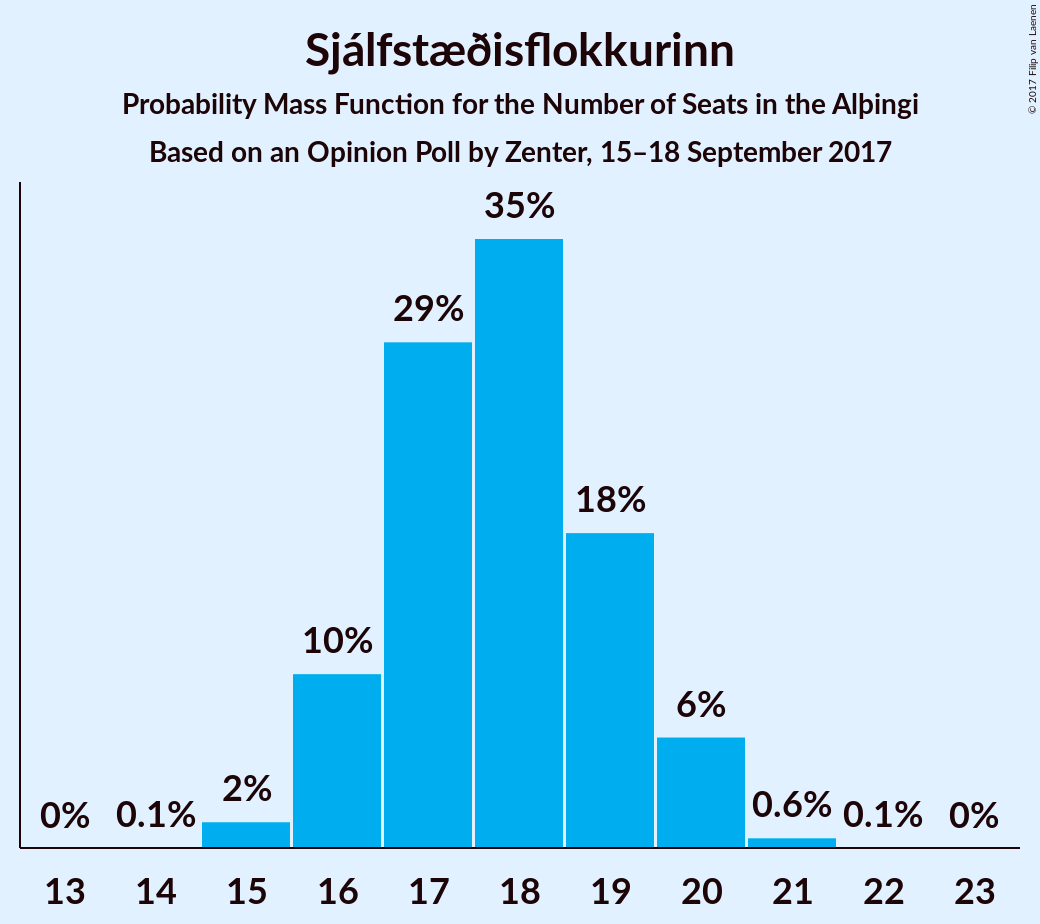 Sjálfstæðisflokkurinn
Probability Mass Function for the Number of Seats in the Alþingi
Based on an Opinion Poll by Zenter, 15–18 September 2017
© 2017 Filip van Laenen
0%
0.1%
2%
10%
29%
35%
18%
6%
0.6%
0.1%
0%
13 14 15 16 17 18 19 20 21 22 23